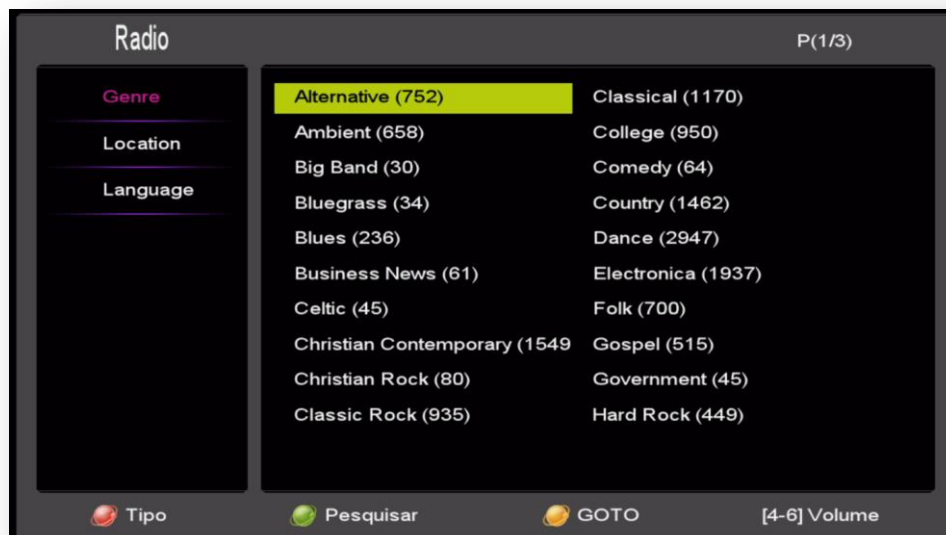 Radio
P(1/3)
Genre
Location
Language
Alternative (752)
Ambient (658)
Big Band (30)
Bluegrass (34)
Blues (236)
Business News (61)
Celtic (45)
Christian Contemporary (1549
Christian Rock (80)
Classic Rock (935)
Classical (1170)
College (950)
Comedy (64)
Country (1462)
Dance (2947)
Electronica (1937)
Folk (700)
Gospel (515)
Government (45)
Hard Rock (449)
Tipo
Pesquisar
GOTO
[4-6] Volume